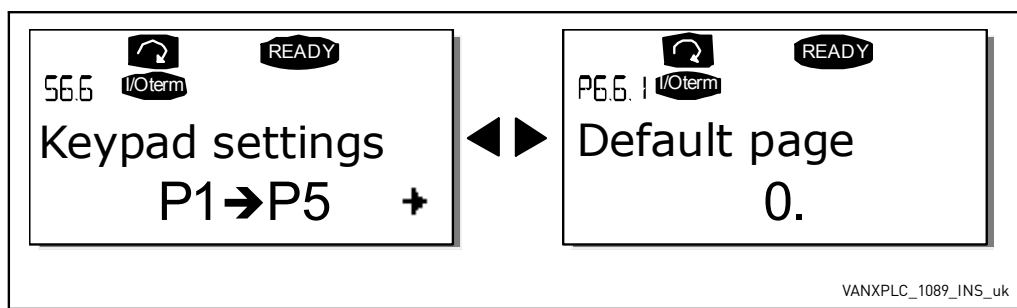 READY
S6.6 I/Oterm
Keypad settings
P1➔P5
READY
P6.6.1 I/Oterm
Default page
0.
VANXPLC_1089_INS_uk